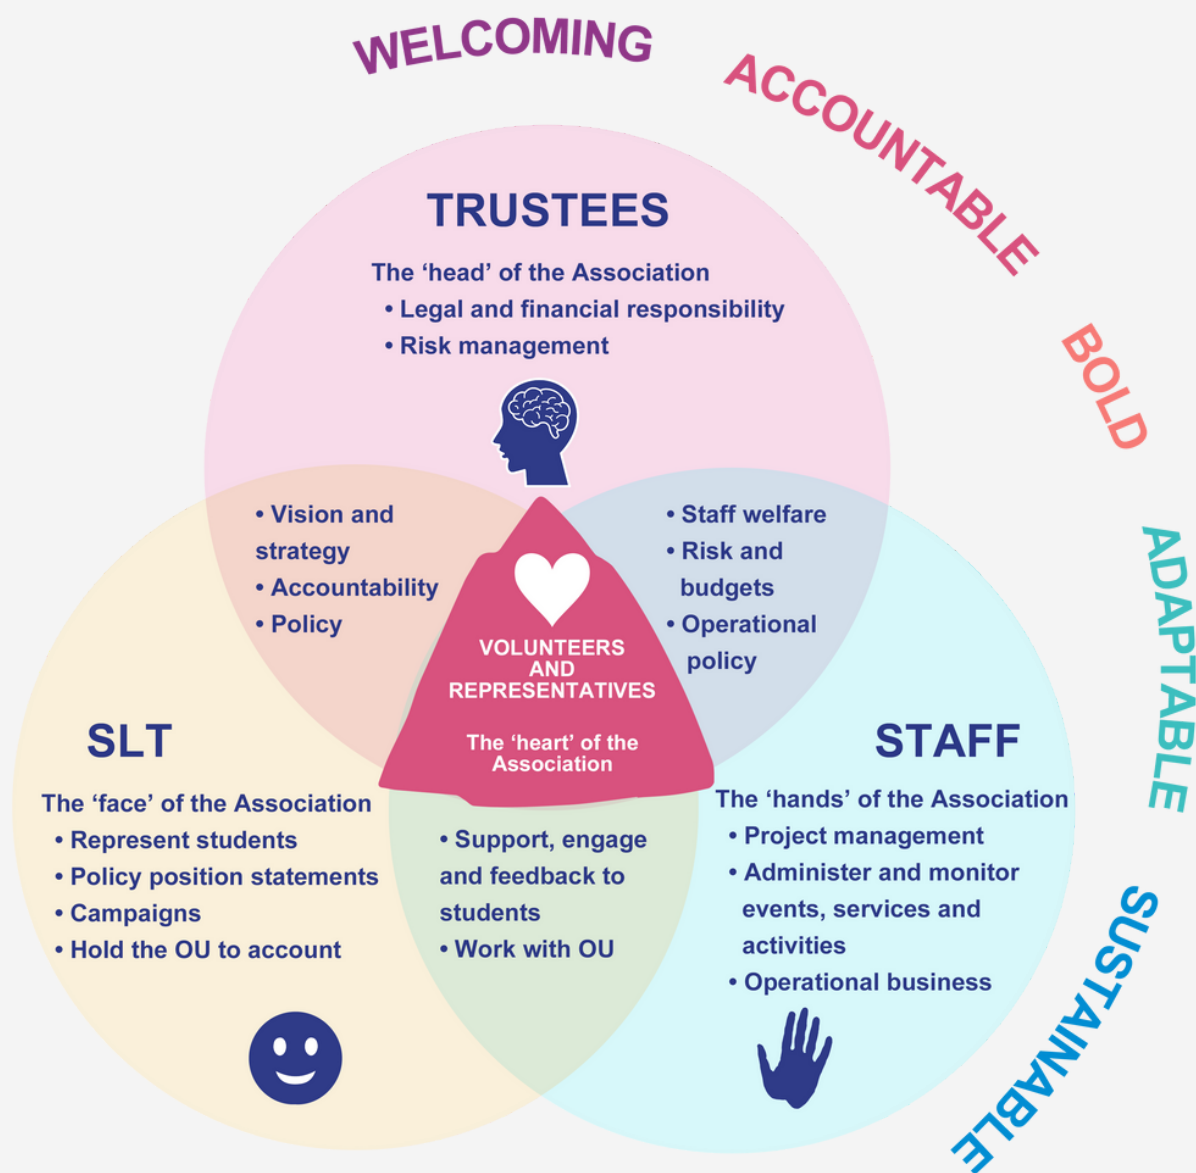 WELCOMING
ACCOUNTABLE
BOLD
ADAPTABLE
SUSTAINABLE
TRUSTEES
The ‘head’ of the Association
• Legal and financial responsibility
• Risk management
• Vision and
strategy
• Accountability
• Policy
• Staff welfare
• Risk and
budgets
• Operational
policy
VOLUNTEERS
AND
REPRESENTATIVES
The ‘heart’ of the
Association
SLT
The ‘face’ of the Association
• Represent students
• Policy position statements
• Campaigns
• Hold the OU to account
• Support, engage
and feedback to
students
• Work with OU
STAFF
The ‘hands’ of the Association
• Project management
• Administer and monitor
events, services and
activities
• Operational business